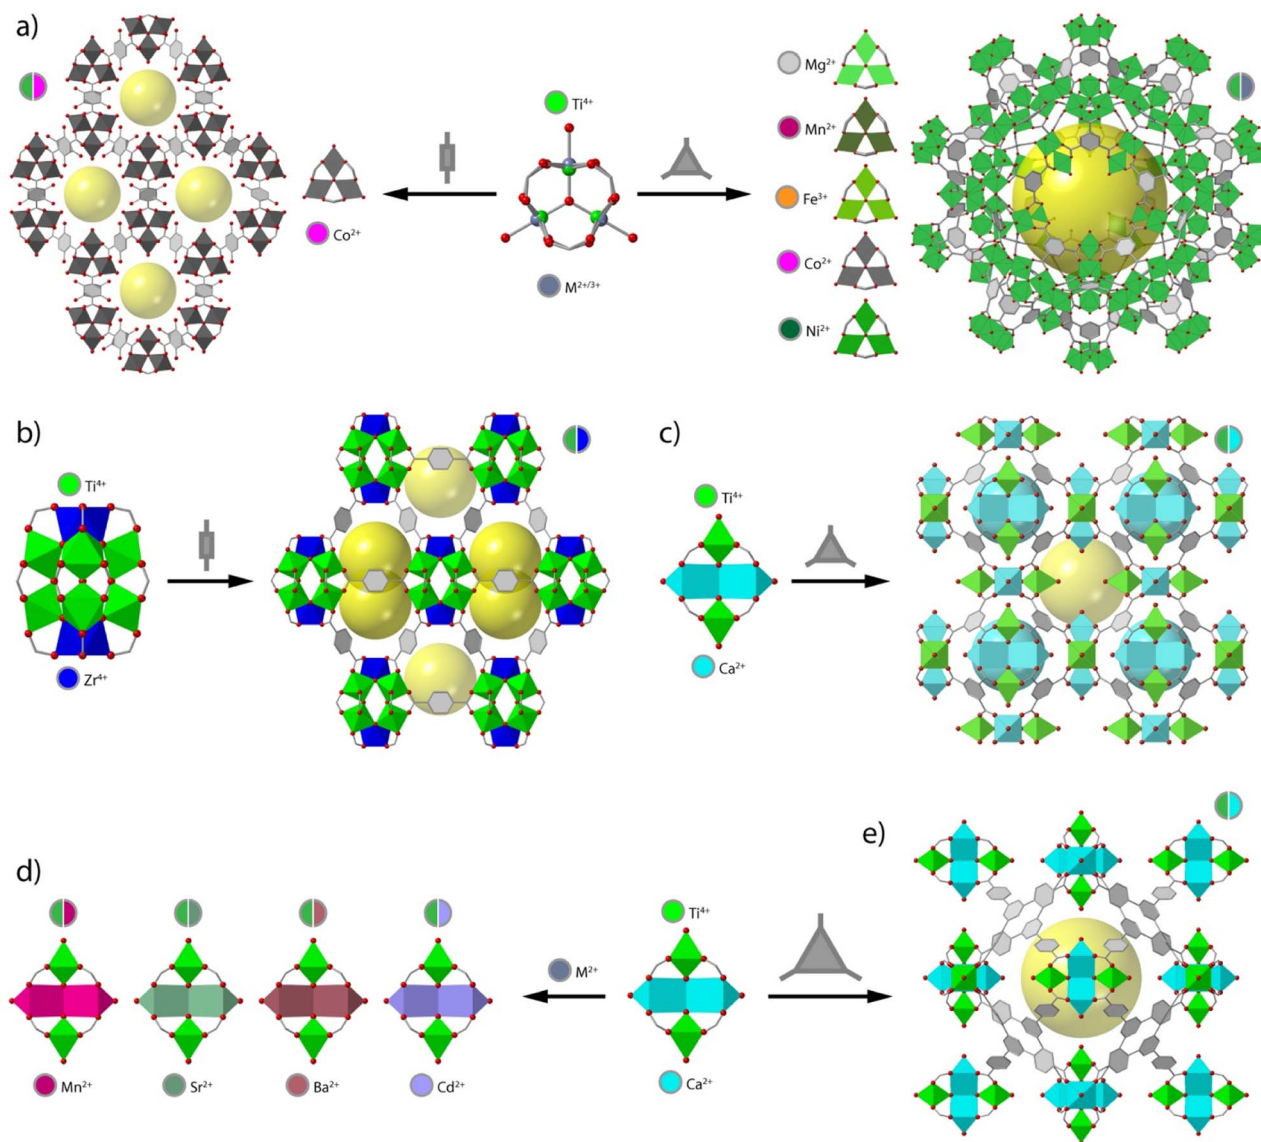 a)
Ti⁴⁺
Co²⁺
M²⁺/³⁺
Mg²⁺
Mn²⁺
Fe³⁺
Co²⁺
Ni²⁺
b)
Ti⁴⁺
Zr⁴⁺
c)
Ti⁴⁺
Ca²⁺
d)
Mn²⁺
Sr²⁺
Ba²⁺
Cd²⁺
M²⁺
Ti⁴⁺
Ca²⁺
e)